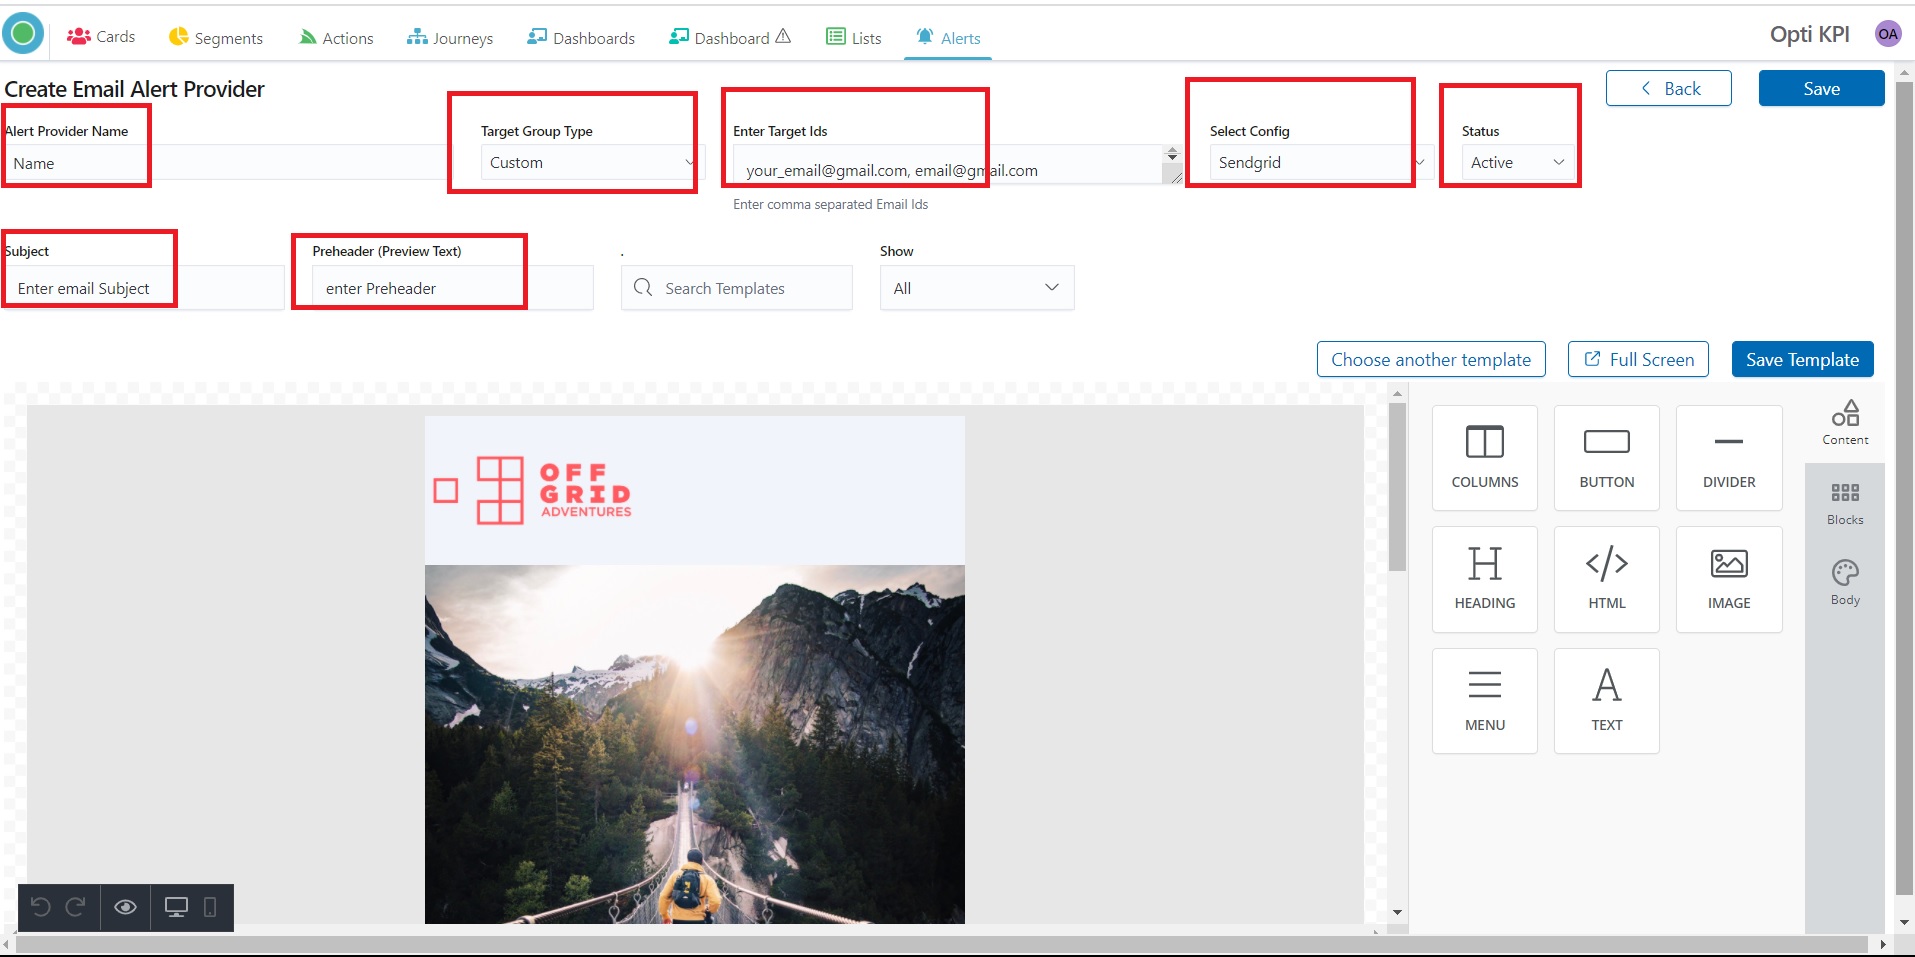 Cards
Segments
Actions
Journeys
Dashboards
Dashboard
Lists
Alerts
Opti KPI
OA
Create Email Alert Provider
Back
Save
Alert Provider Name
Target Group Type
Enter Target Ids
Select Config
Status
Name
Custom
your_email@gmail.com, email@gmail.com
Sendgrid
Active
Enter comma separated Email Ids
Subject
Preheader (Preview Text)
.
Show
Enter email Subject
enter Preheader
Search Templates
All
Choose another template
Full Screen
Save Template
OFF
GRID
ADVENTURES
COLUMNS
BUTTON
DIVIDER
HEADING
HTML
IMAGE
MENU
TEXT
Content
Blocks
Body